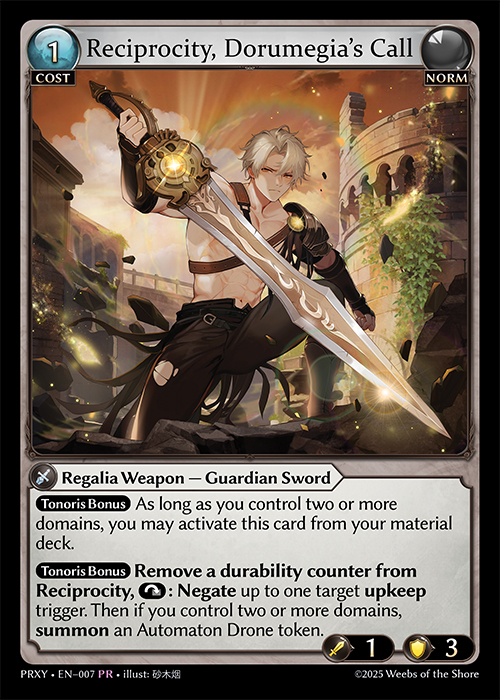 1
Reciprocity, Dorumegia's Call
COST
NORM
Regalia Weapon — Guardian Sword
Tonoris Bonus As long as you control two or more
domains, you may activate this card from your material
deck.
Tonoris Bonus Remove a durability counter from
Reciprocity, : Negate up to one target upkeep
trigger. Then if you control two or more domains,
summon an Automaton Drone token.
1
3
PRXY • EN-007 PR • illust: 砂木烟
©2025 Weebs of the Shore